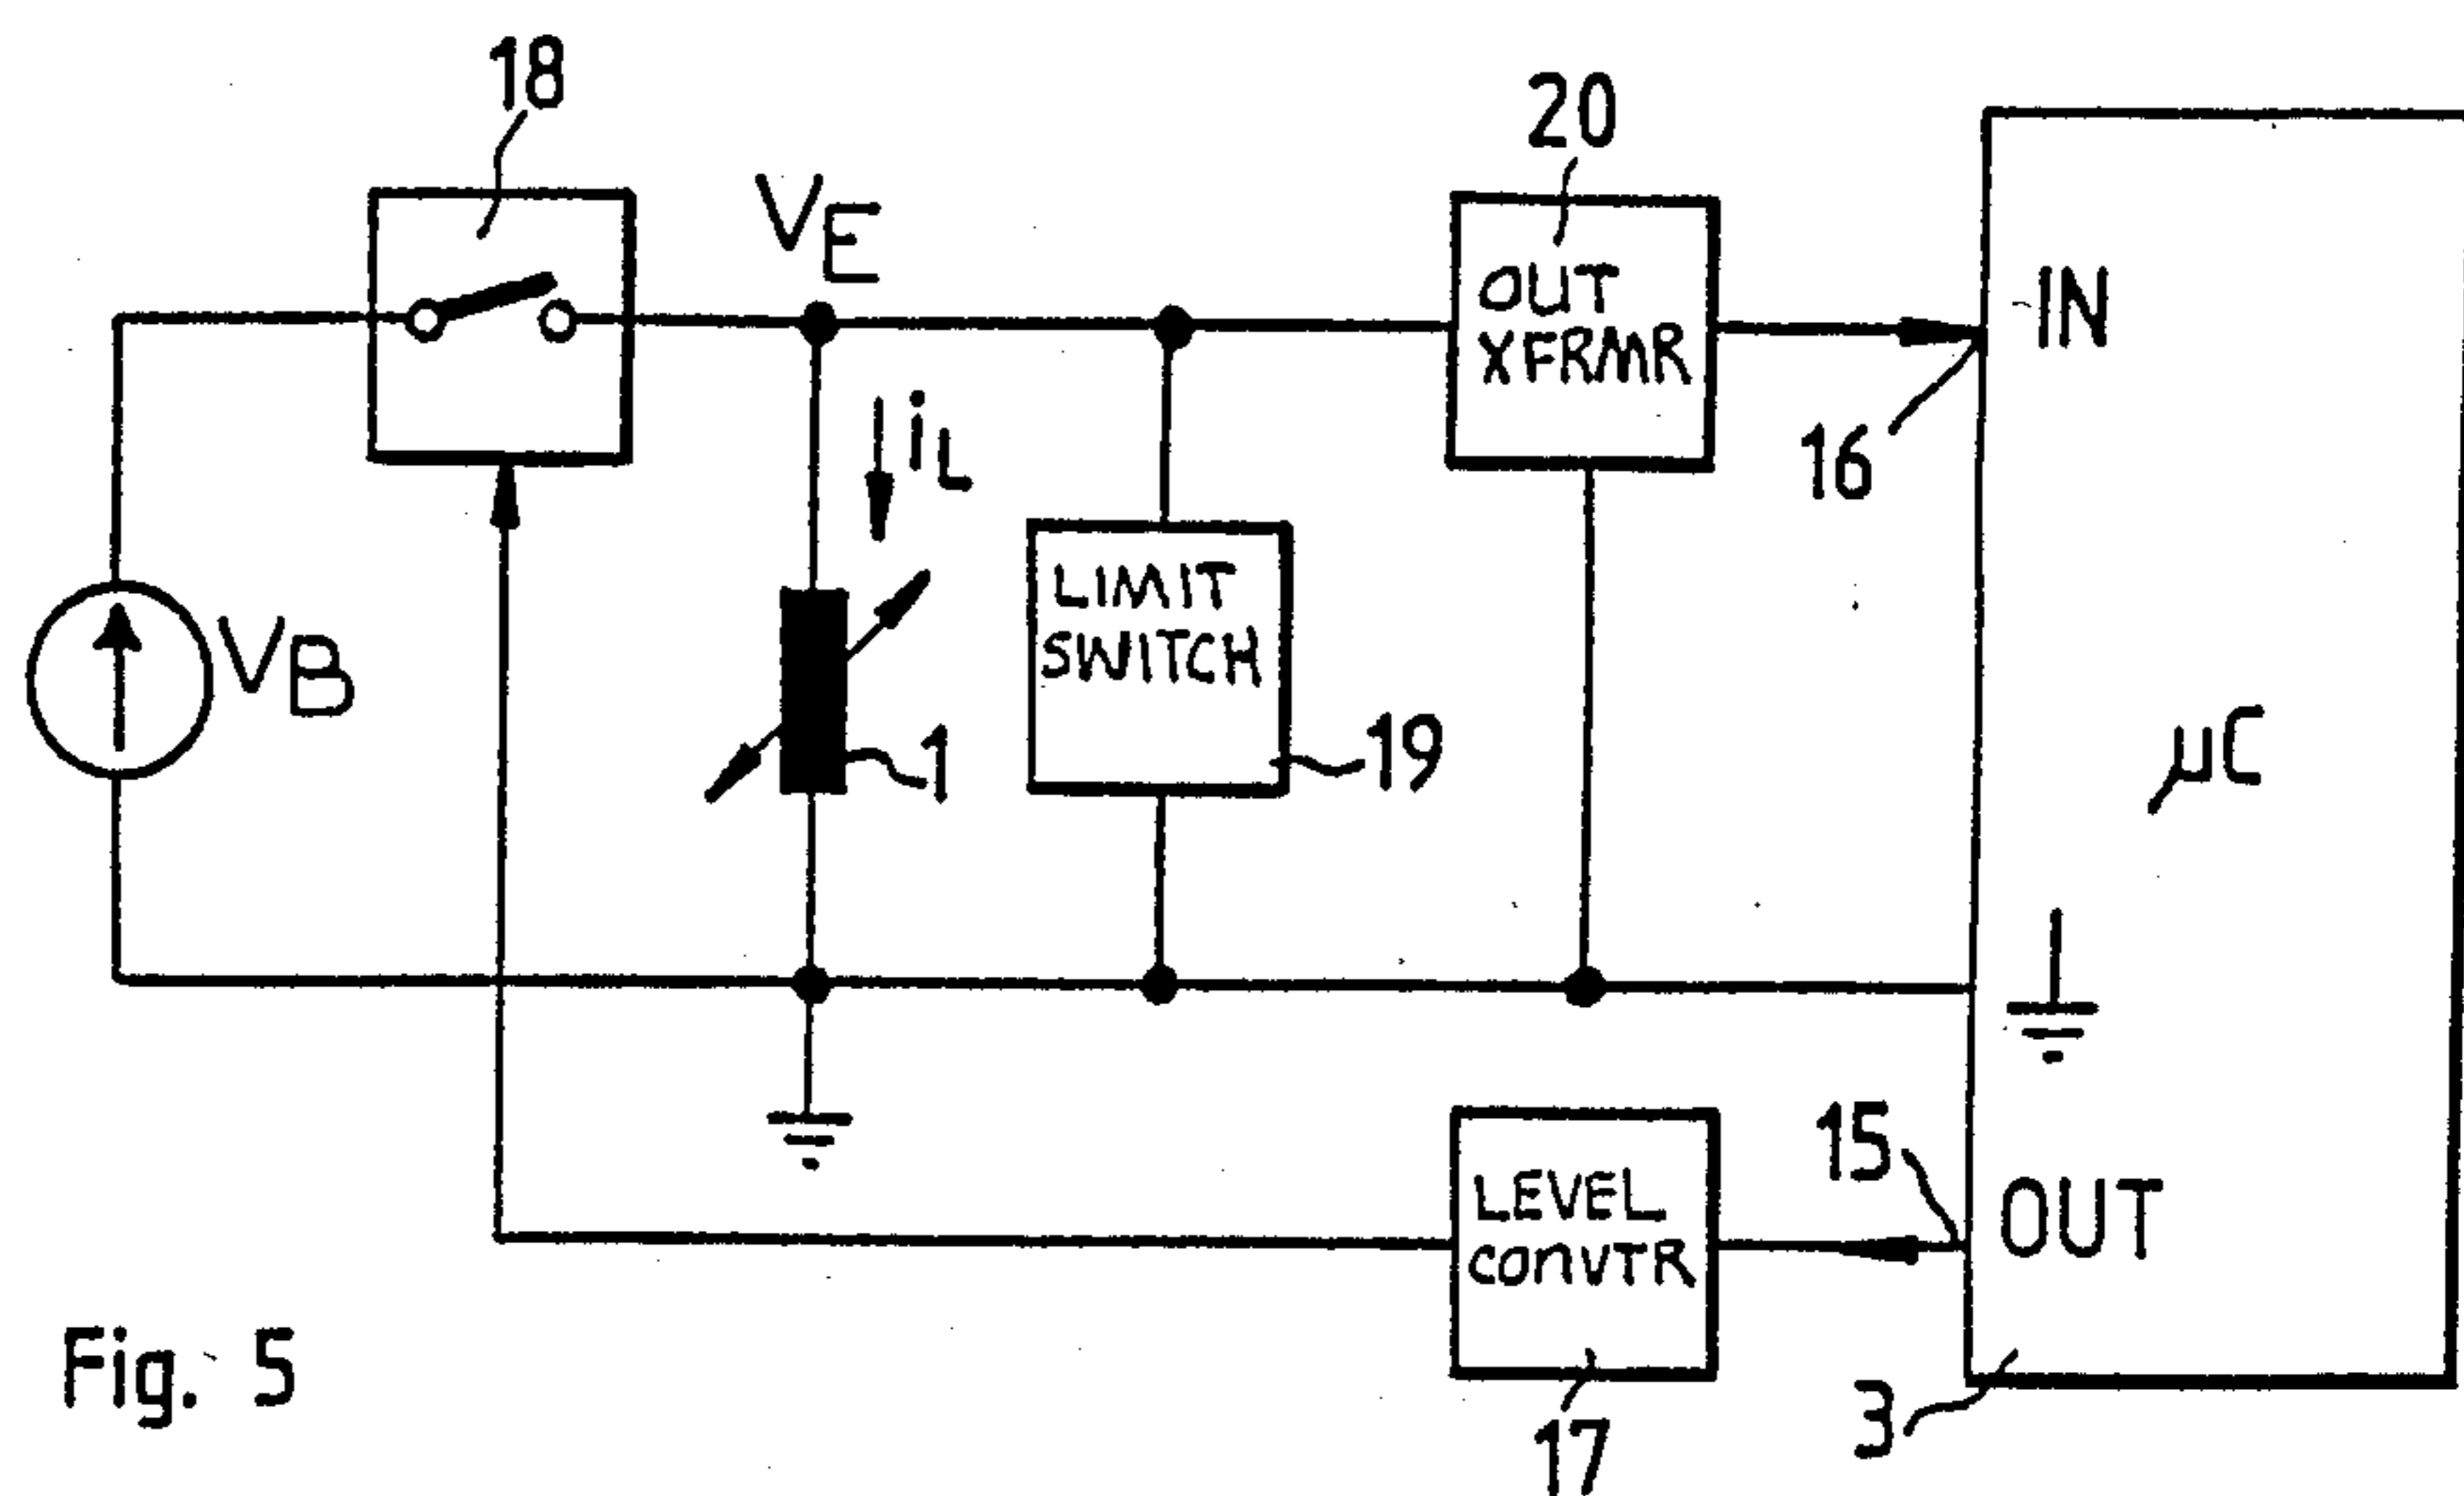 18
20
VE
OUT
XFRMR
IN
iL
16
LIMIT
SWITCH
VB
1
19
µC
15
LEVEL
CONVTR
OUT
Fig. 5
3
17